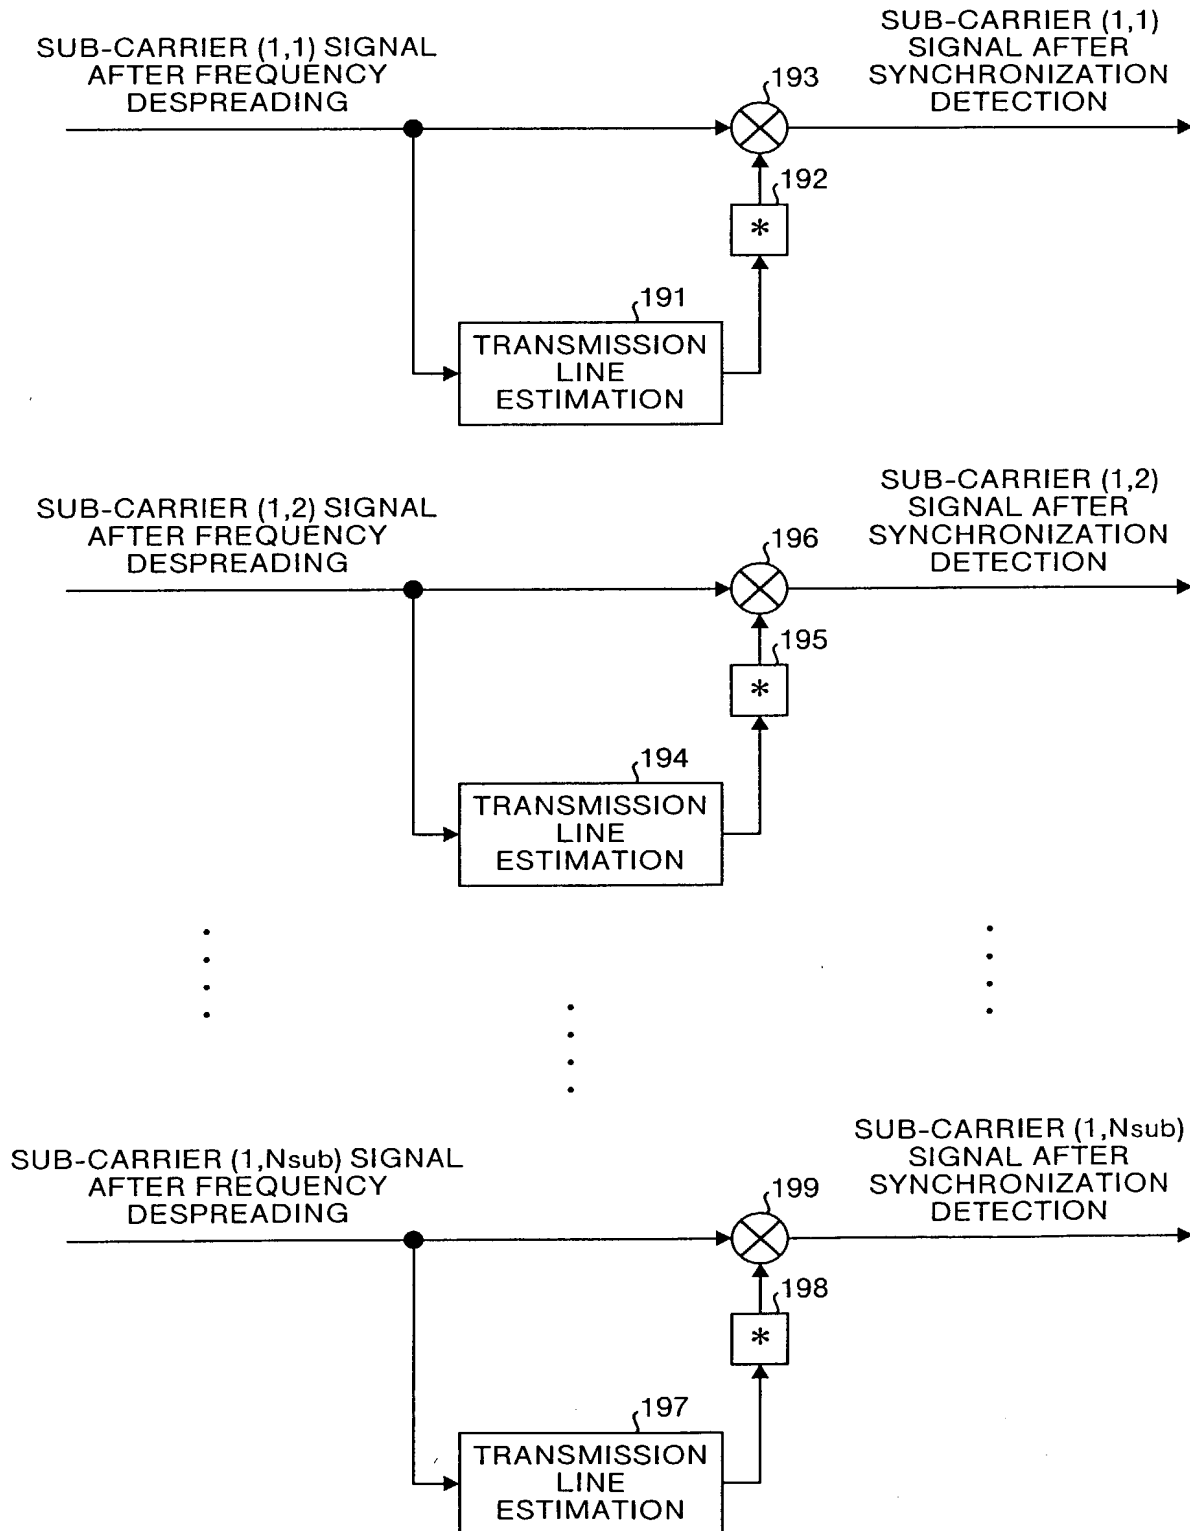 SUB-CARRIER (1,1) SIGNAL
AFTER FREQUENCY
DESPREADING
SUB-CARRIER (1,1)
SIGNAL AFTER
SYNCHRONIZATION
DETECTION
193
192
*
191
TRANSMISSION
LINE
ESTIMATION
SUB-CARRIER (1,2) SIGNAL
AFTER FREQUENCY
DESPREADING
SUB-CARRIER (1,2)
SIGNAL AFTER
SYNCHRONIZATION
DETECTION
196
195
*
194
TRANSMISSION
LINE
ESTIMATION
SUB-CARRIER (1,Nsub) SIGNAL
AFTER FREQUENCY
DESPREADING
SUB-CARRIER (1,Nsub)
SIGNAL AFTER
SYNCHRONIZATION
DETECTION
199
198
*
197
TRANSMISSION
LINE
ESTIMATION